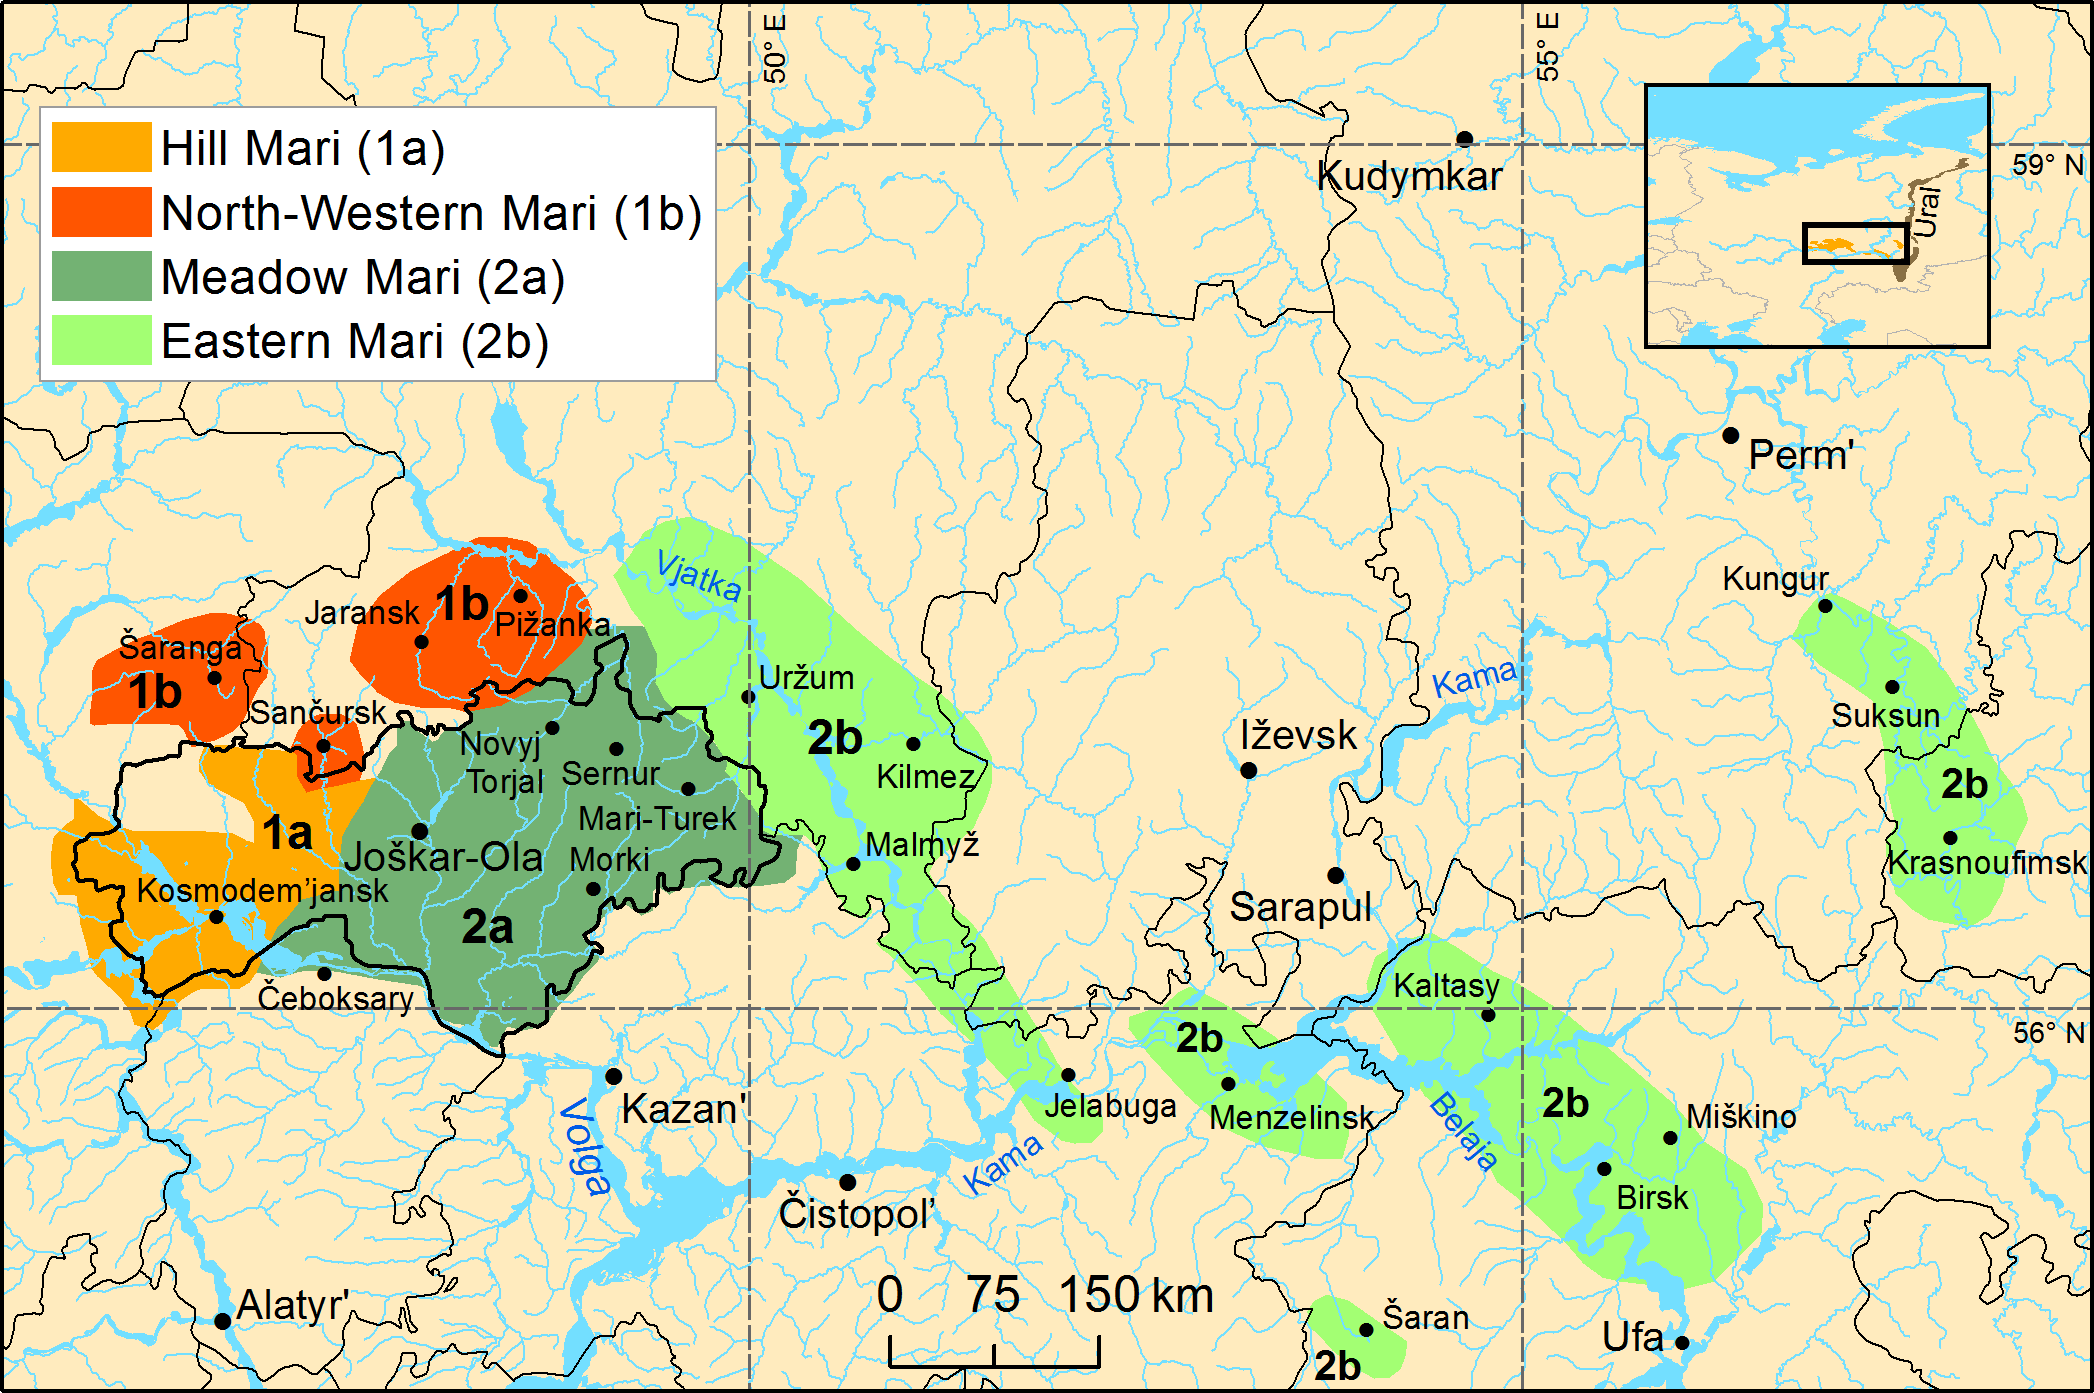 50° E
55° E
59° N
56° N
Hill Mari (1a)
North-Western Mari (1b)
Meadow Mari (2a)
Eastern Mari (2b)
Ural
Kudymkar
Perm'
Kungur
Suksun
2b
Krasnoufimsk
Vjatka
1b
Jaransk
Pižanka
Šaranga
1b
Sančursk
Uržum
2b
Kilmez
Malmyž
Novyj
Torjal
Sernur
Mari-Turek
Joškar-Ola
Morki
2a
1a
Kosmodem’jansk
Čeboksary
Iževsk
Kama
Sarapul
Kaltasy
2b
Menzelinsk
Jelabuga
Kama
Belaja
2b
Miškino
Birsk
Kazan'
Volga
Čistopol’
Alatyr'
0 75 150 km
Šaran
2b
Ufa